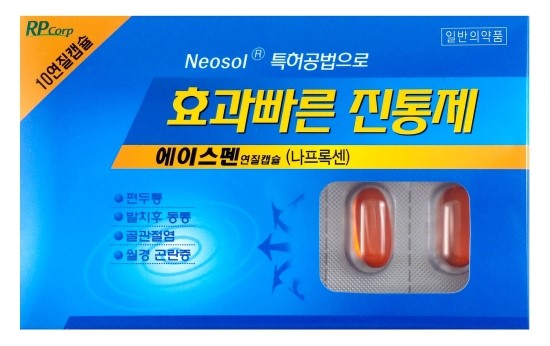 RP Corp
일반의약품
10연질캡슐
Neosol ® 특허공법으로
효과빠른 진통제
에이스펜 연질캡슐 (나프록센)
편두통
발치후 동통
골관절염
월경 곤란증